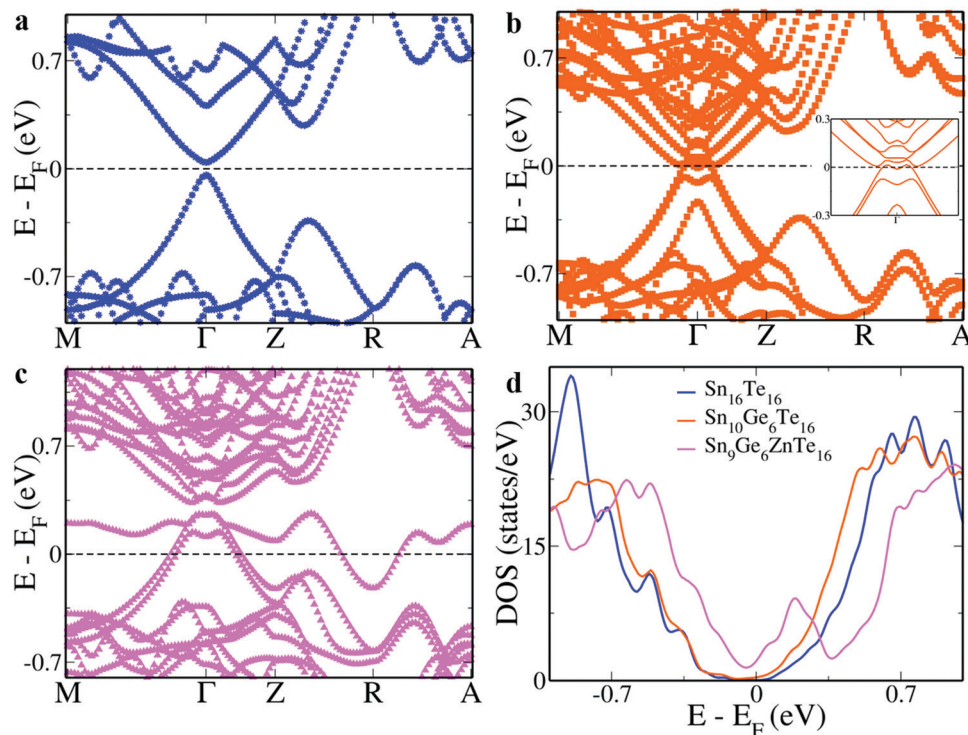 a
E - E_F (eV)
0.7
0
-0.7
M Γ Z R A
b
E - E_F (eV)
0.7
0
-0.7
0.3
0
-0.3
Γ
M Γ Z R A
c
E - E_F (eV)
0.7
0
-0.7
M Γ Z R A
d
DOS (states/eV)
30
15
0
Sn₁₆Te₁₆
Sn₁₀Ge₆Te₁₆
Sn₉Ge₆ZnTe₁₆
-0.7 0 0.7
E - E_F (eV)